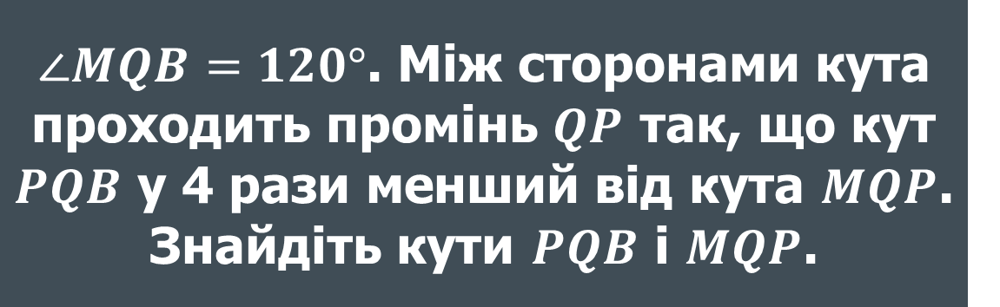 ∠MQB = 120°. Між сторонами кута
проходить промінь QP так, що кут
PQB у 4 рази менший від кута MQP.
Знайдіть кути PQB і MQP.